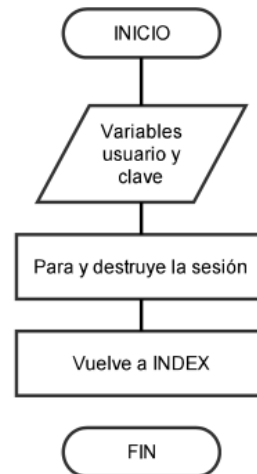 INICIO
Variables
usuario y
clave
Para y destruye la sesión
Vuelve a INDEX
FIN